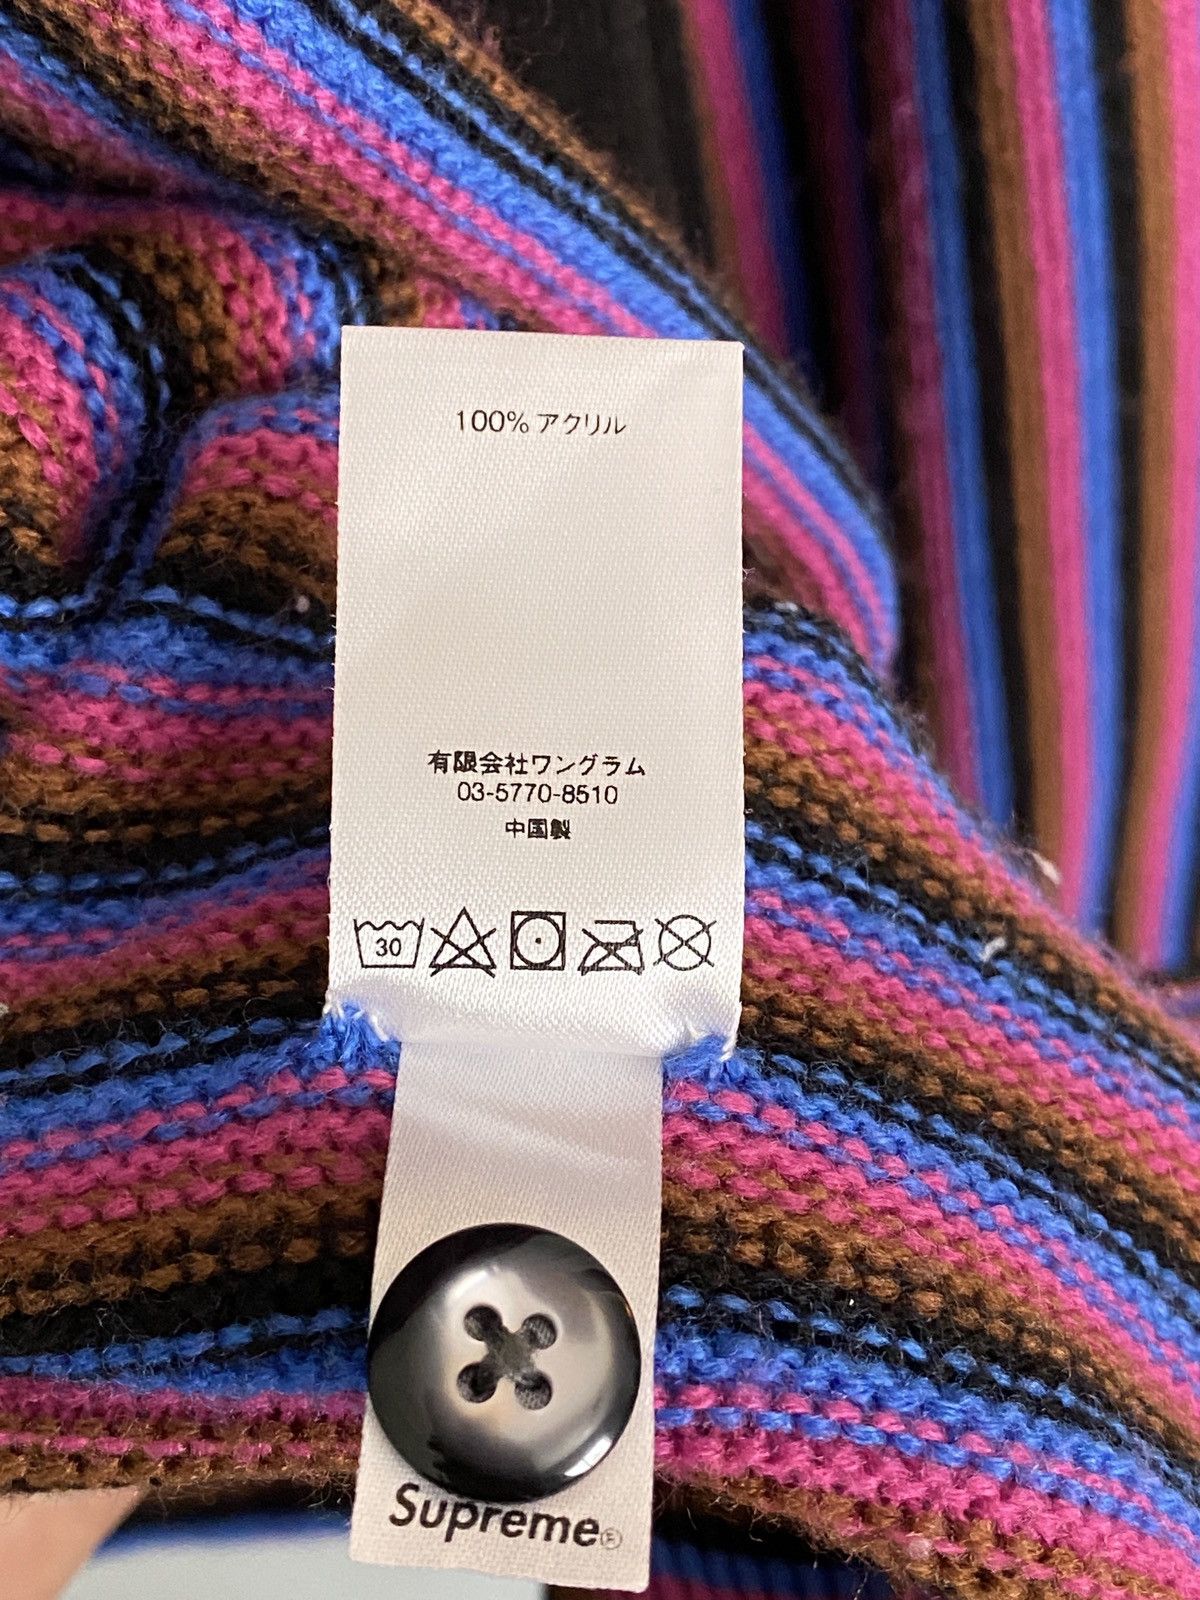 100% アクリル
有限会社ワングラム
03-5770-8510
中国製
30
Supreme®